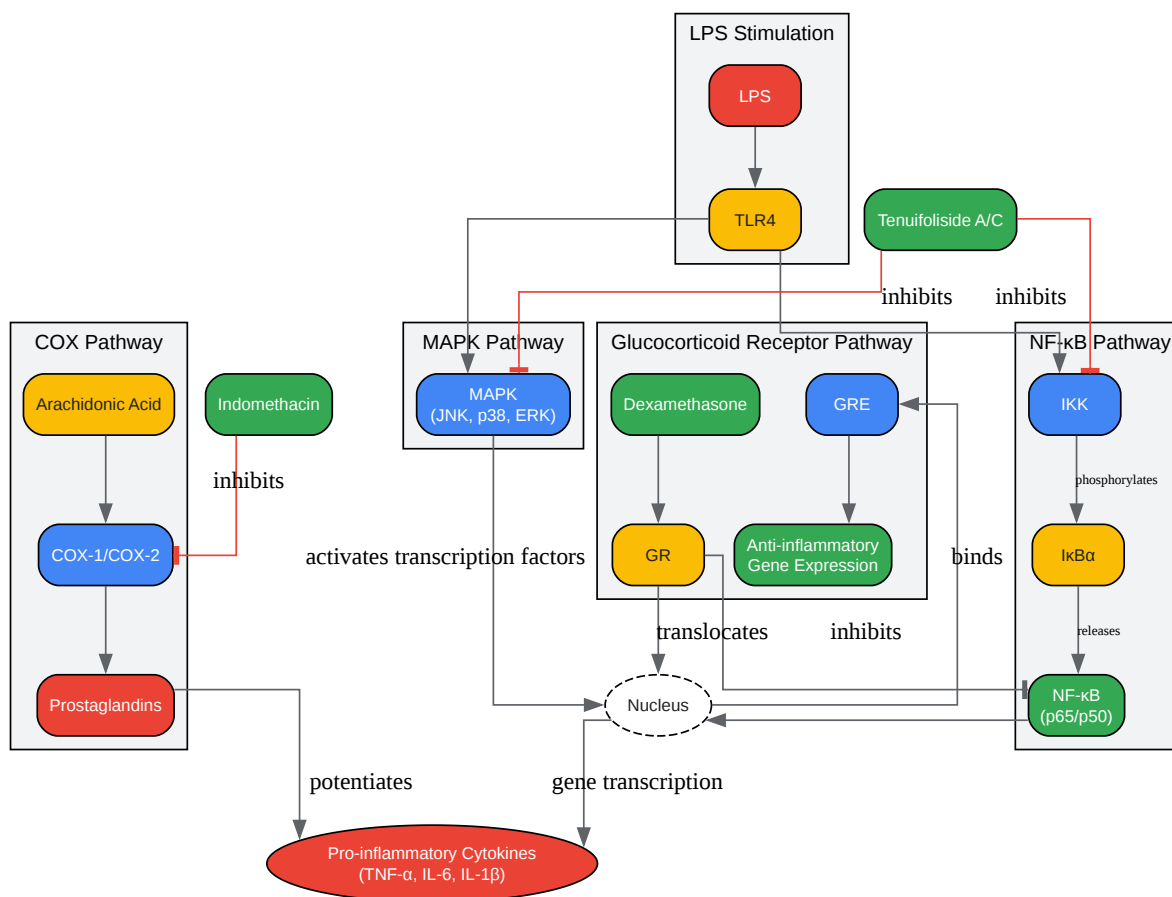 LPS Stimulation
LPS
TLR4
Tenuifoliside A/C
inhibits
inhibits
COX Pathway
MAPK Pathway
Glucocorticoid Receptor Pathway
NF-κB Pathway
Arachidonic Acid
Indomethacin
MAPK
(JNK, p38, ERK)
Dexamethasone
GRE
IKK
inhibits
phosphorylates
COX-1/COX-2
activates transcription factors
GR
Anti-inflammatory
Gene Expression
binds
IκBα
translocates
inhibits
releases
Prostaglandins
Nucleus
NF-κB
(p65/p50)
potentiates
gene transcription
Pro-inflammatory Cytokines
(TNF-α, IL-6, IL-1β)